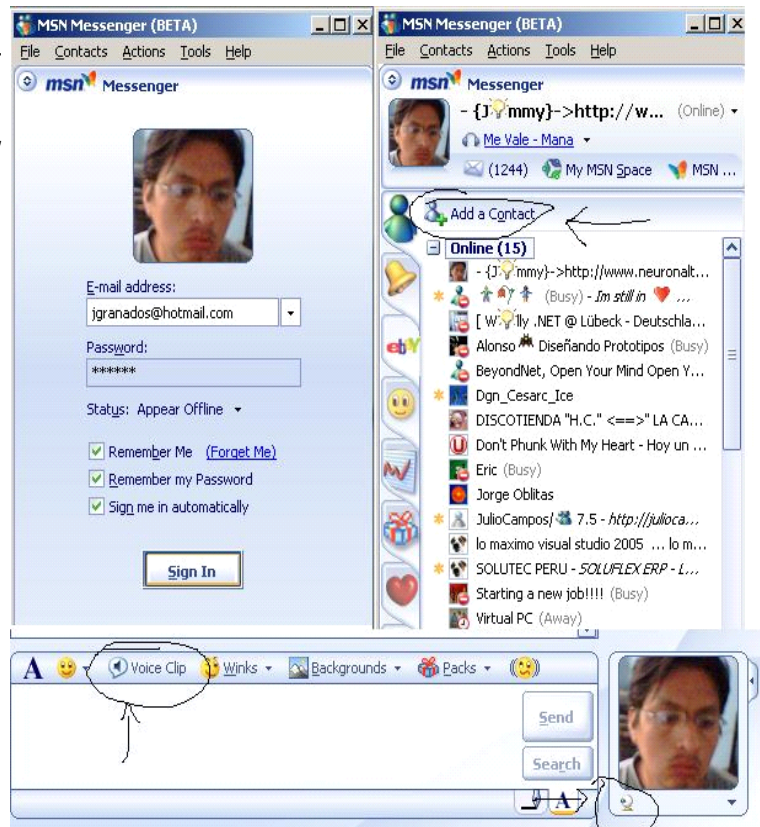 MSN Messenger (BETA)
File Contacts Actions Tools Help
msn Messenger
E-mail address:
jgranados@hotmail.com
Password:
******
Status: Appear Offline
Remember Me (Forget Me)
Remember my Password
Sign me in automatically
Sign In
MSN Messenger (BETA)
File Contacts Actions Tools Help
msn Messenger
- {J mmy}->http://w... (Online)
Me Vale - Mana
(1244) My MSN Space MSN ...
Add a Contact
Online (15)
- {J mmy}->http://www.neuronalt...
(Busy) - Im still in ...
[ W lly .NET @ Lübeck - Deutschla...
Alonso Diseñando Prototipos (Busy)
BeyondNet, Open Your Mind Open Y...
Dgn_Cesarc_Ice
DISCOTIENDA "H.C." <==>" LA CA...
Don't Phunk With My Heart - Hoy un ...
Eric (Busy)
Jorge Oblitas
JulioCampos/ 7.5 - http://julioca...
lo maximo visual studio 2005 ... lo m...
SOLUTEC PERU - SOLUFLEX ERP - L...
Starting a new job!!!! (Busy)
Virtual PC (Away)
ebY
A Voice Clip Winks Backgrounds Packs
Send
Search
A